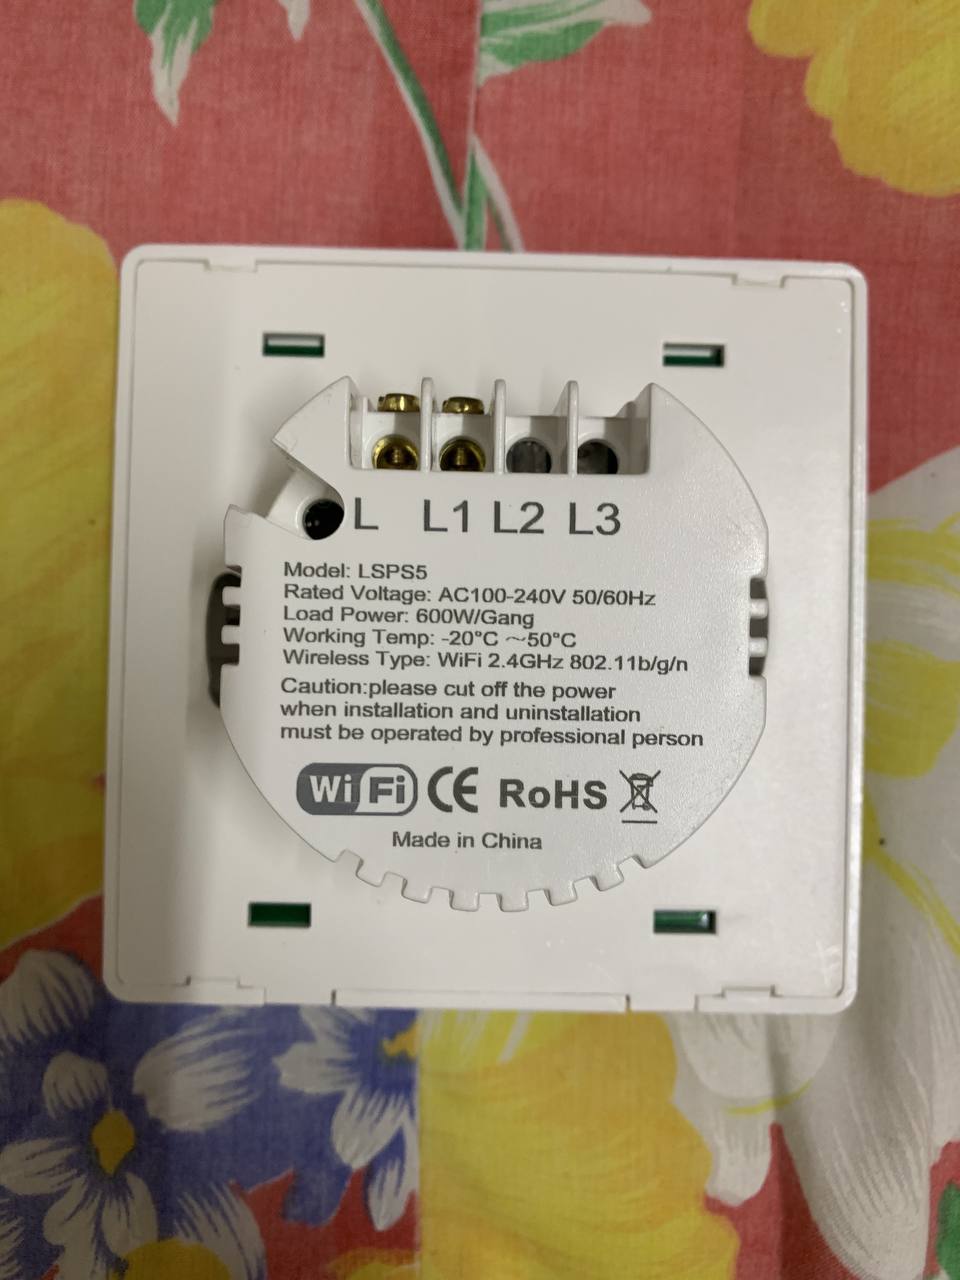 L L1 L2 L3
Model: LSPS5
Rated Voltage: AC100-240V 50/60Hz
Load Power: 600W/Gang
Working Temp: -20°C ~50°C
Wireless Type: WiFi 2.4GHz 802.11b/g/n
Caution:please cut off the power
when installation and uninstallation
must be operated by professional person
WiFi CE RoHS
Made in China